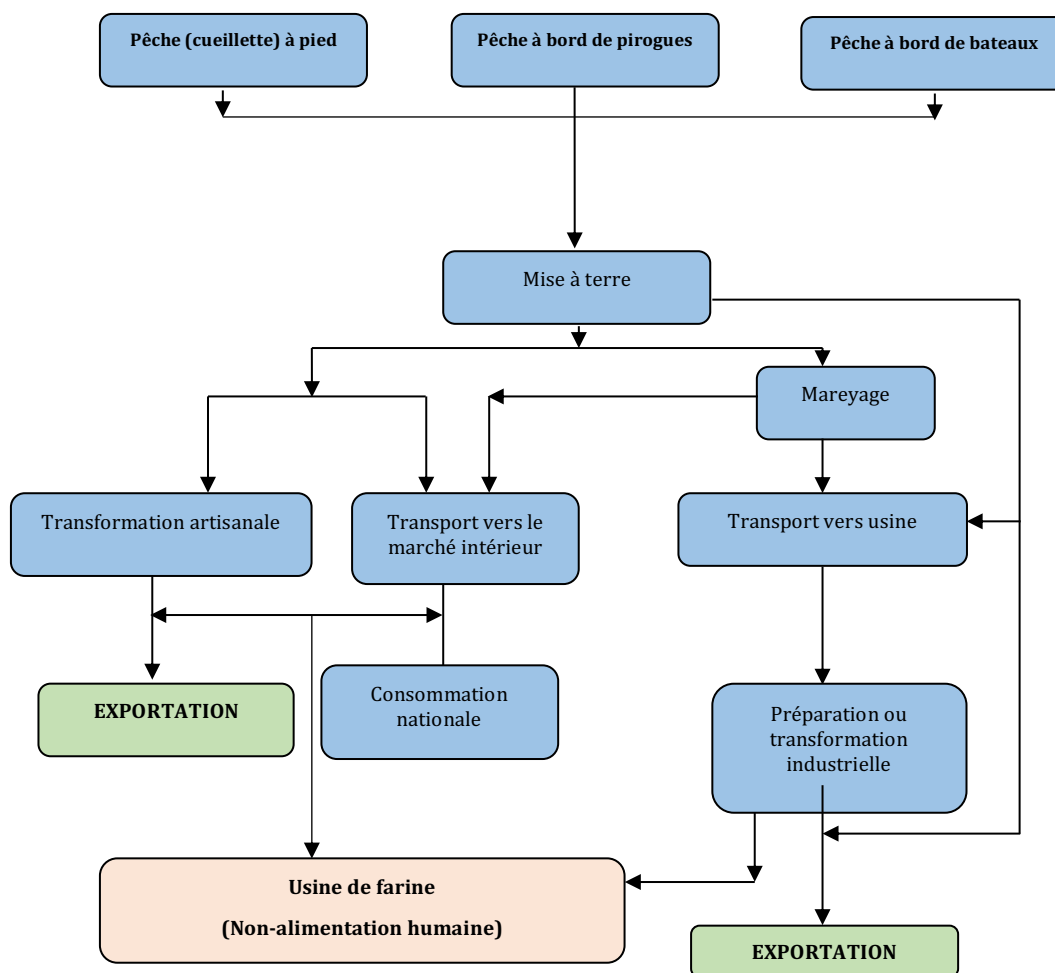 Pêche (cueillette) à pied
Pêche à bord de pirogues
Pêche à bord de bateaux
Mise à terre
Mareyage
Transformation artisanale
Transport vers le
marché intérieur
Transport vers usine
EXPORTATION
Consommation
nationale
Préparation ou
transformation
industrielle
Usine de farine
(Non-alimentation humaine)
EXPORTATION